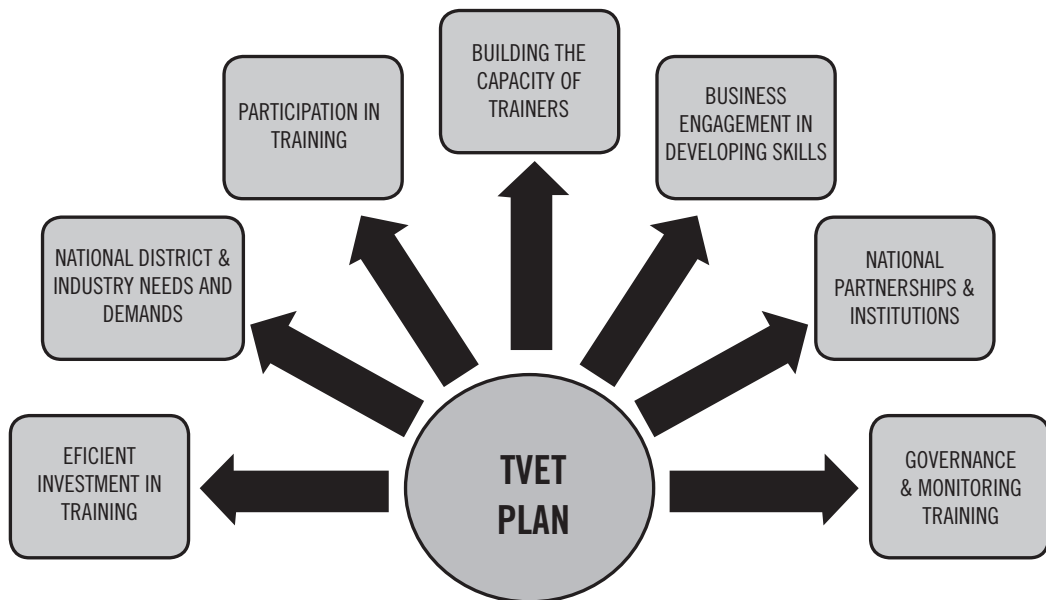 BUILDING THE
CAPACITY OF
TRAINERS
PARTICIPATION IN
TRAINING
BUSINESS
ENGAGEMENT IN
DEVELOPING SKILLS
NATIONAL DISTRICT &
INDUSTRY NEEDS AND
DEMANDS
NATIONAL
PARTNERSHIPS &
INSTITUTIONS
EFICIENT
INVESTMENT IN
TRAINING
TVET
PLAN
GOVERNANCE
& MONITORING
TRAINING